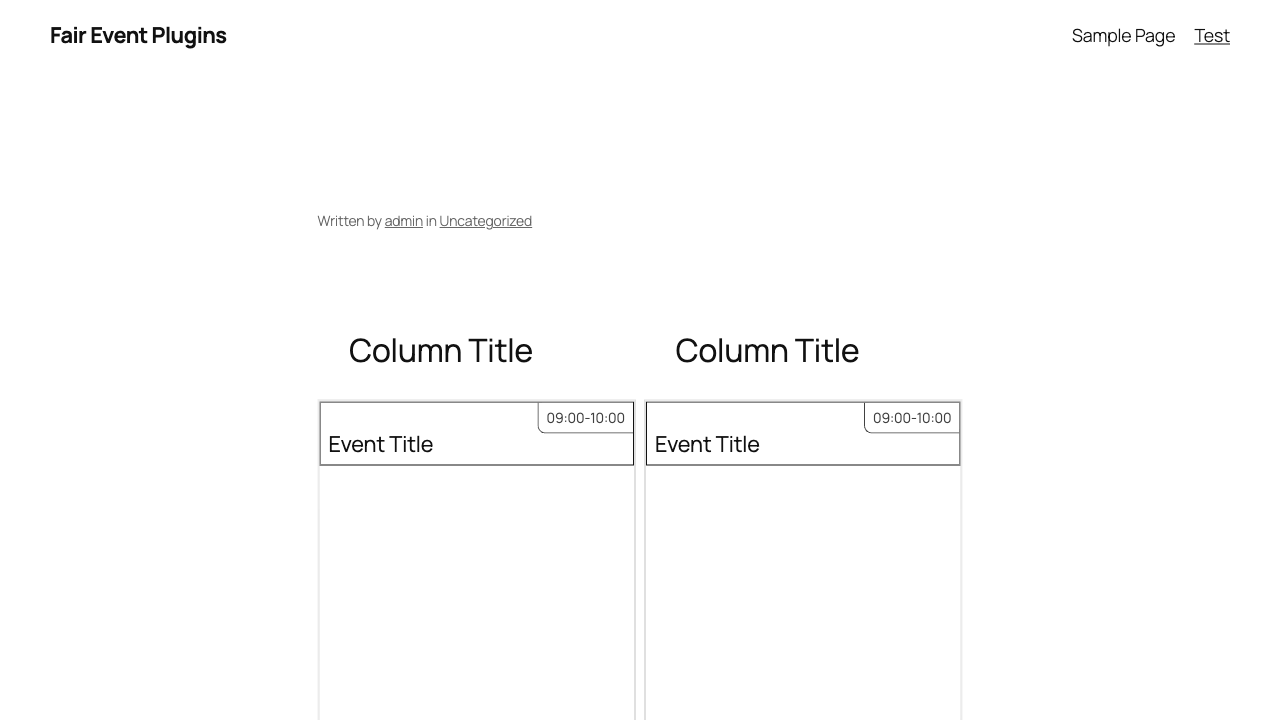 Fair Event Plugins
Sample Page
Test
Written by admin in Uncategorized
Column Title
Column Title
09:00-10:00
Event Title
09:00-10:00
Event Title